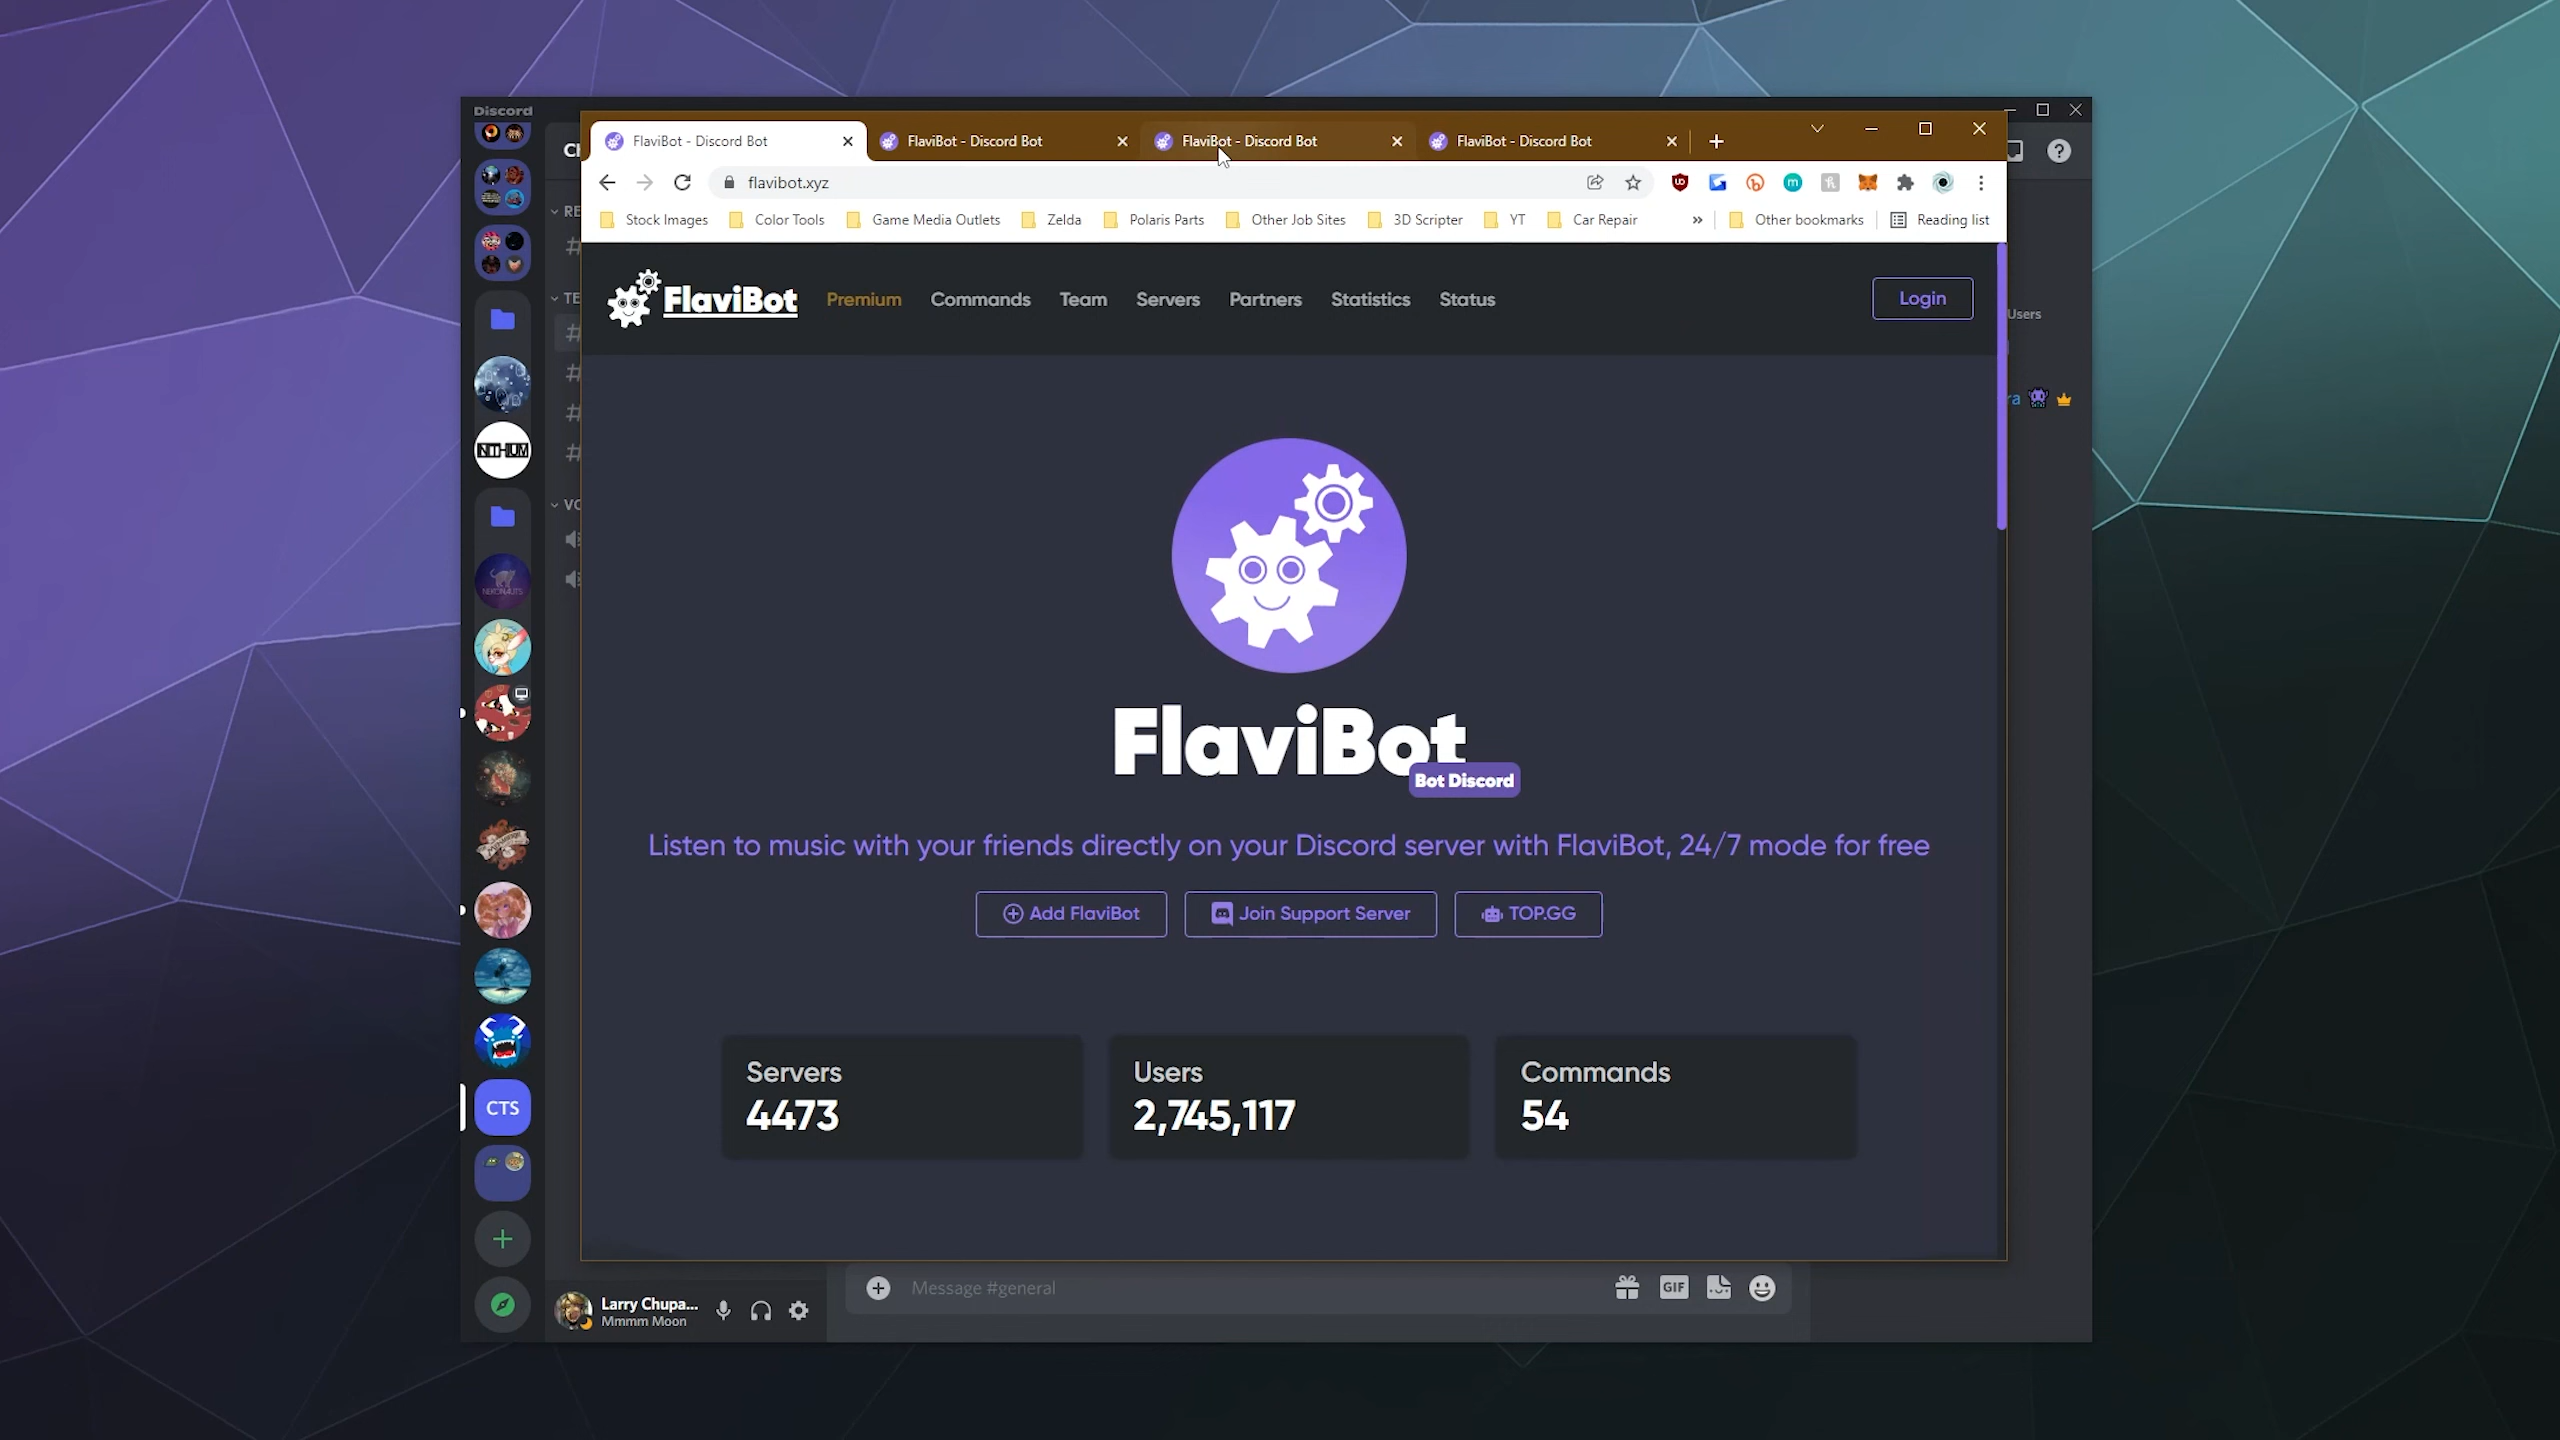 Discord
FlaviBot - Discord Bot
FlaviBot - Discord Bot
FlaviBot - Discord Bot
FlaviBot - Discord Bot
flavibot.xyz
Stock Images
Color Tools
Game Media Outlets
Zelda
Polaris Parts
Other Job Sites
3D Scripter
YT
Car Repair
»
Other bookmarks
Reading list
FlaviBot
Premium
Commands
Team
Servers
Partners
Statistics
Status
Login
FlaviBot
Bot Discord
Listen to music with your friends directly on your Discord server with FlaviBot, 24/7 mode for free
Add FlaviBot
Join Support Server
TOP.GG
Servers
4473
Users
2,745,117
Commands
54
Users
NITHIUM
NEKONAUTS
CTS
Larry Chupa...
Mmmm Moon
Message #general
GIF